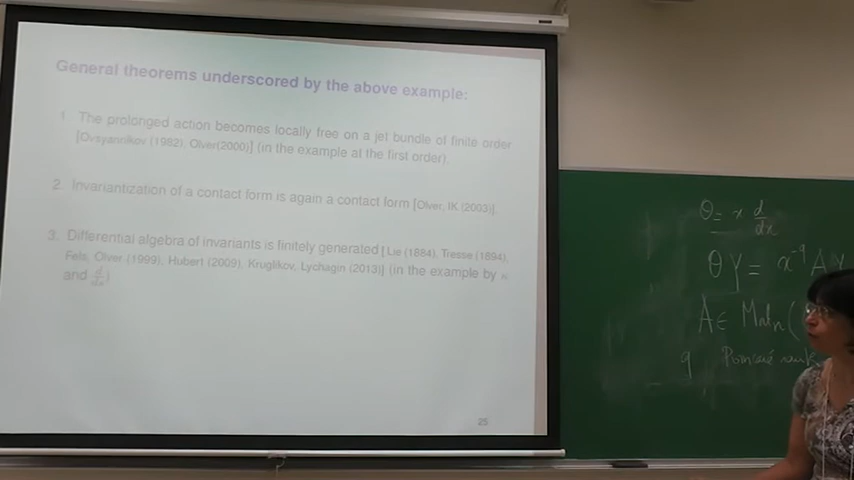 General theorems underscored by the above example:
1. The prolonged action becomes locally free on a jet bundle of finite order
[Ovsyannikov (1982), Olver(2000)] (in the example at the first order).
2. Invariantization of a contact form is again a contact form [Olver, IK (2003)].
3. Differential algebra of invariants is finitely generated [ Lie (1884), Tresse (1894),
Fels, Olver (1999), Hubert (2009), Kruglikov, Lychagin (2013)] (in the example by κ
and d/ds)
25
θ = x d/dx
θY = x^-q A Y
A ∈ Mat_n (
q Poincaré rank